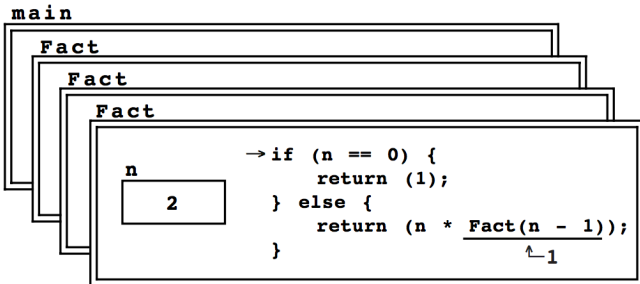 main
Fact
Fact
Fact
n
2
→ if (n == 0) {
return (1);
} else {
return (n * Fact(n - 1));
}
1